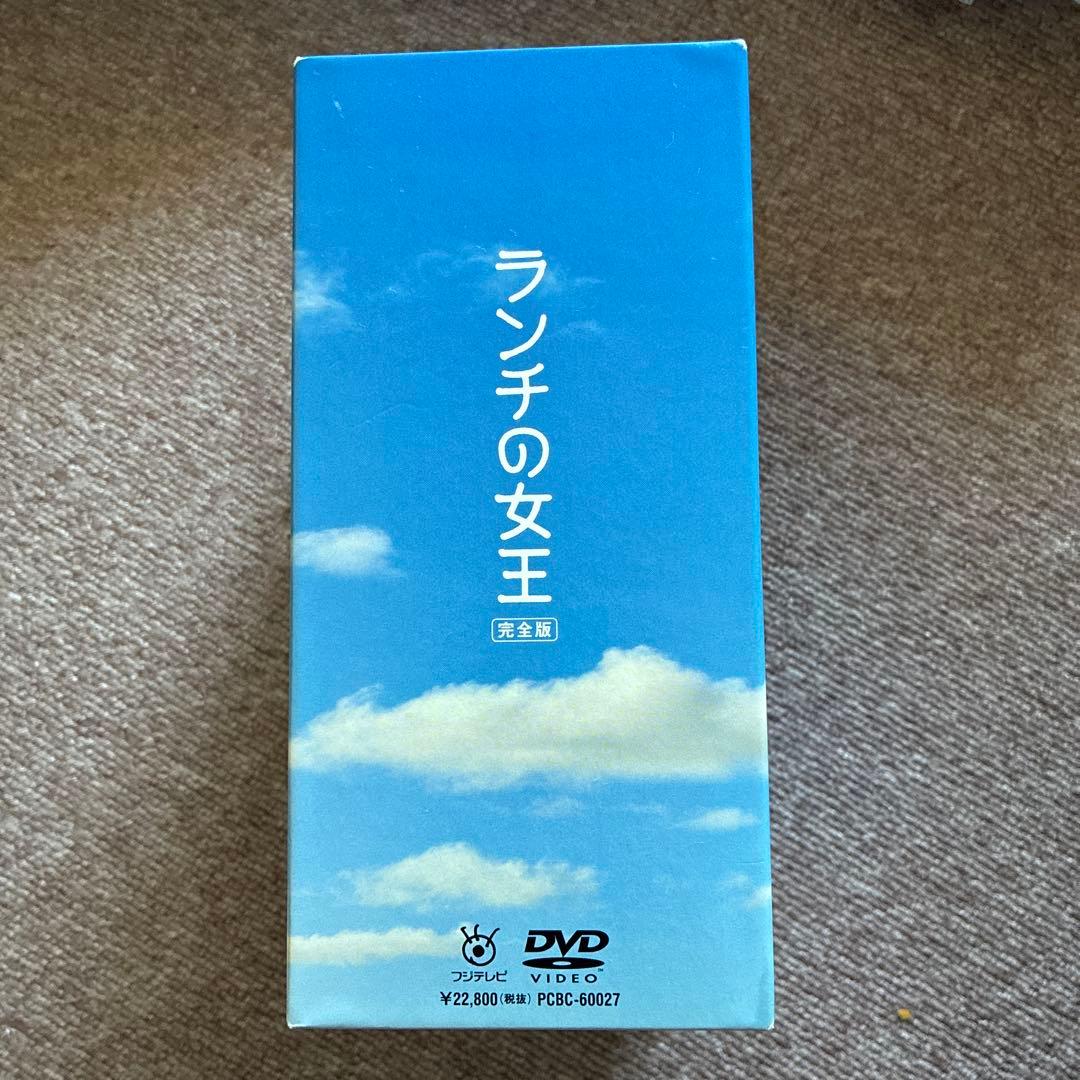 ランチの女王
完全版
フジテレビ
DVD
VIDEO™
¥22,800(税抜) PCBC-60027